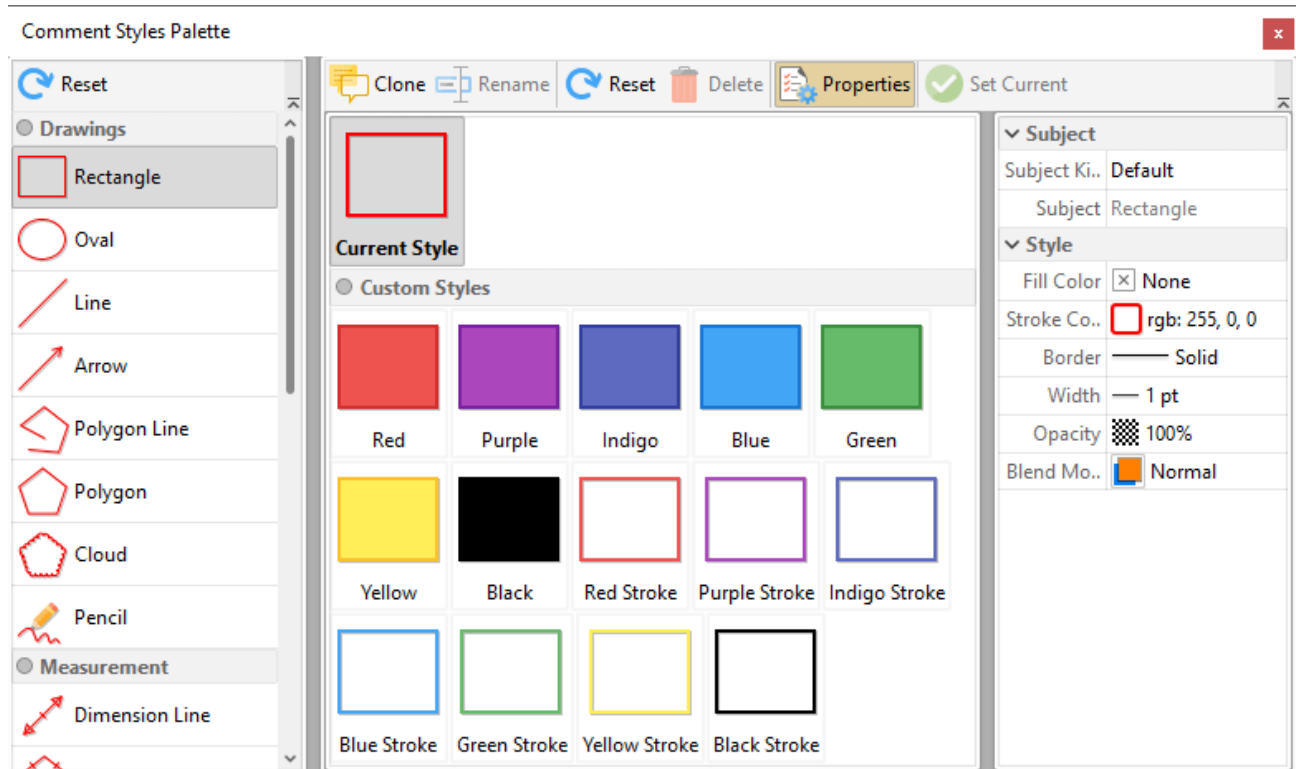 Comment Styles Palette
x
Reset
Drawings
Rectangle
Oval
Line
Arrow
Polygon Line
Polygon
Cloud
Pencil
Measurement
Dimension Line
Clone Rename Reset Delete Properties Set Current
Current Style
Custom Styles
Red Purple Indigo Blue Green
Yellow Black Red Stroke Purple Stroke Indigo Stroke
Blue Stroke Green Stroke Yellow Stroke Black Stroke
Subject
Subject Ki.. Default
Subject Rectangle
Style
Fill Color None
Stroke Co.. rgb: 255, 0, 0
Border Solid
Width 1 pt
Opacity 100%
Blend Mo.. Normal